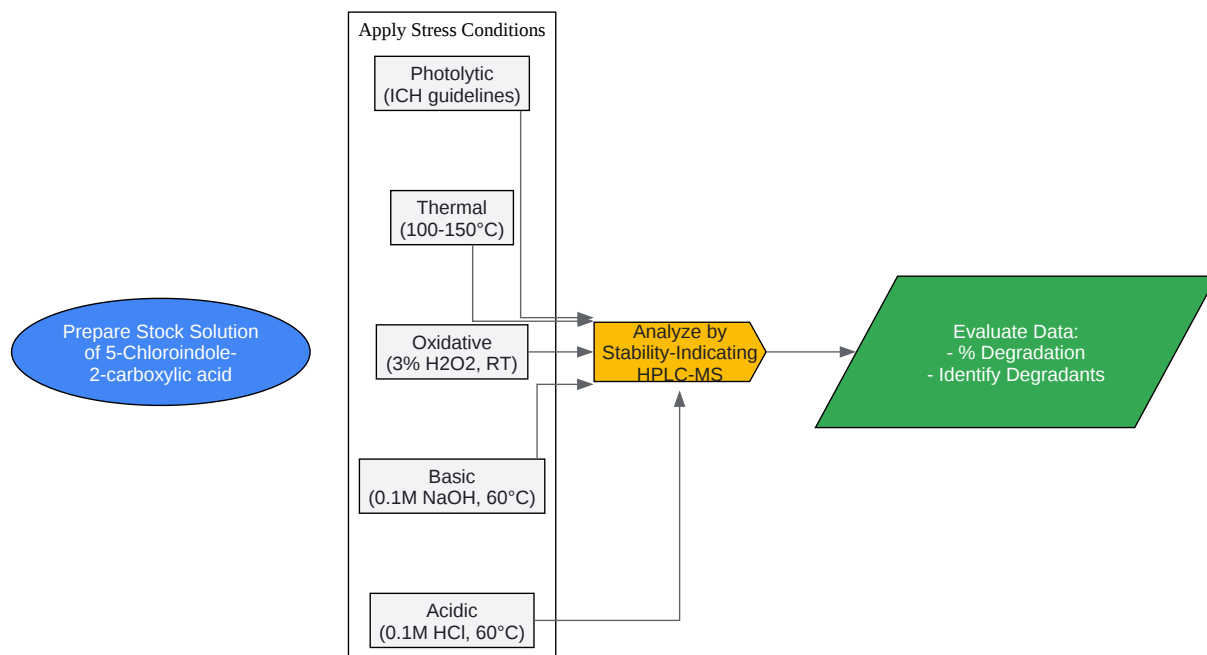 Apply Stress Conditions
Photolytic
(ICH guidelines)
Thermal
(100-150°C)
Prepare Stock Solution
of 5-Chloroindole-
2-carboxylic acid
Oxidative
(3% H2O2, RT)
Analyze by
Stability-Indicating
HPLC-MS
Evaluate Data:
- % Degradation
- Identify Degradants
Basic
(0.1M NaOH, 60°C)
Acidic
(0.1M HCl, 60°C)